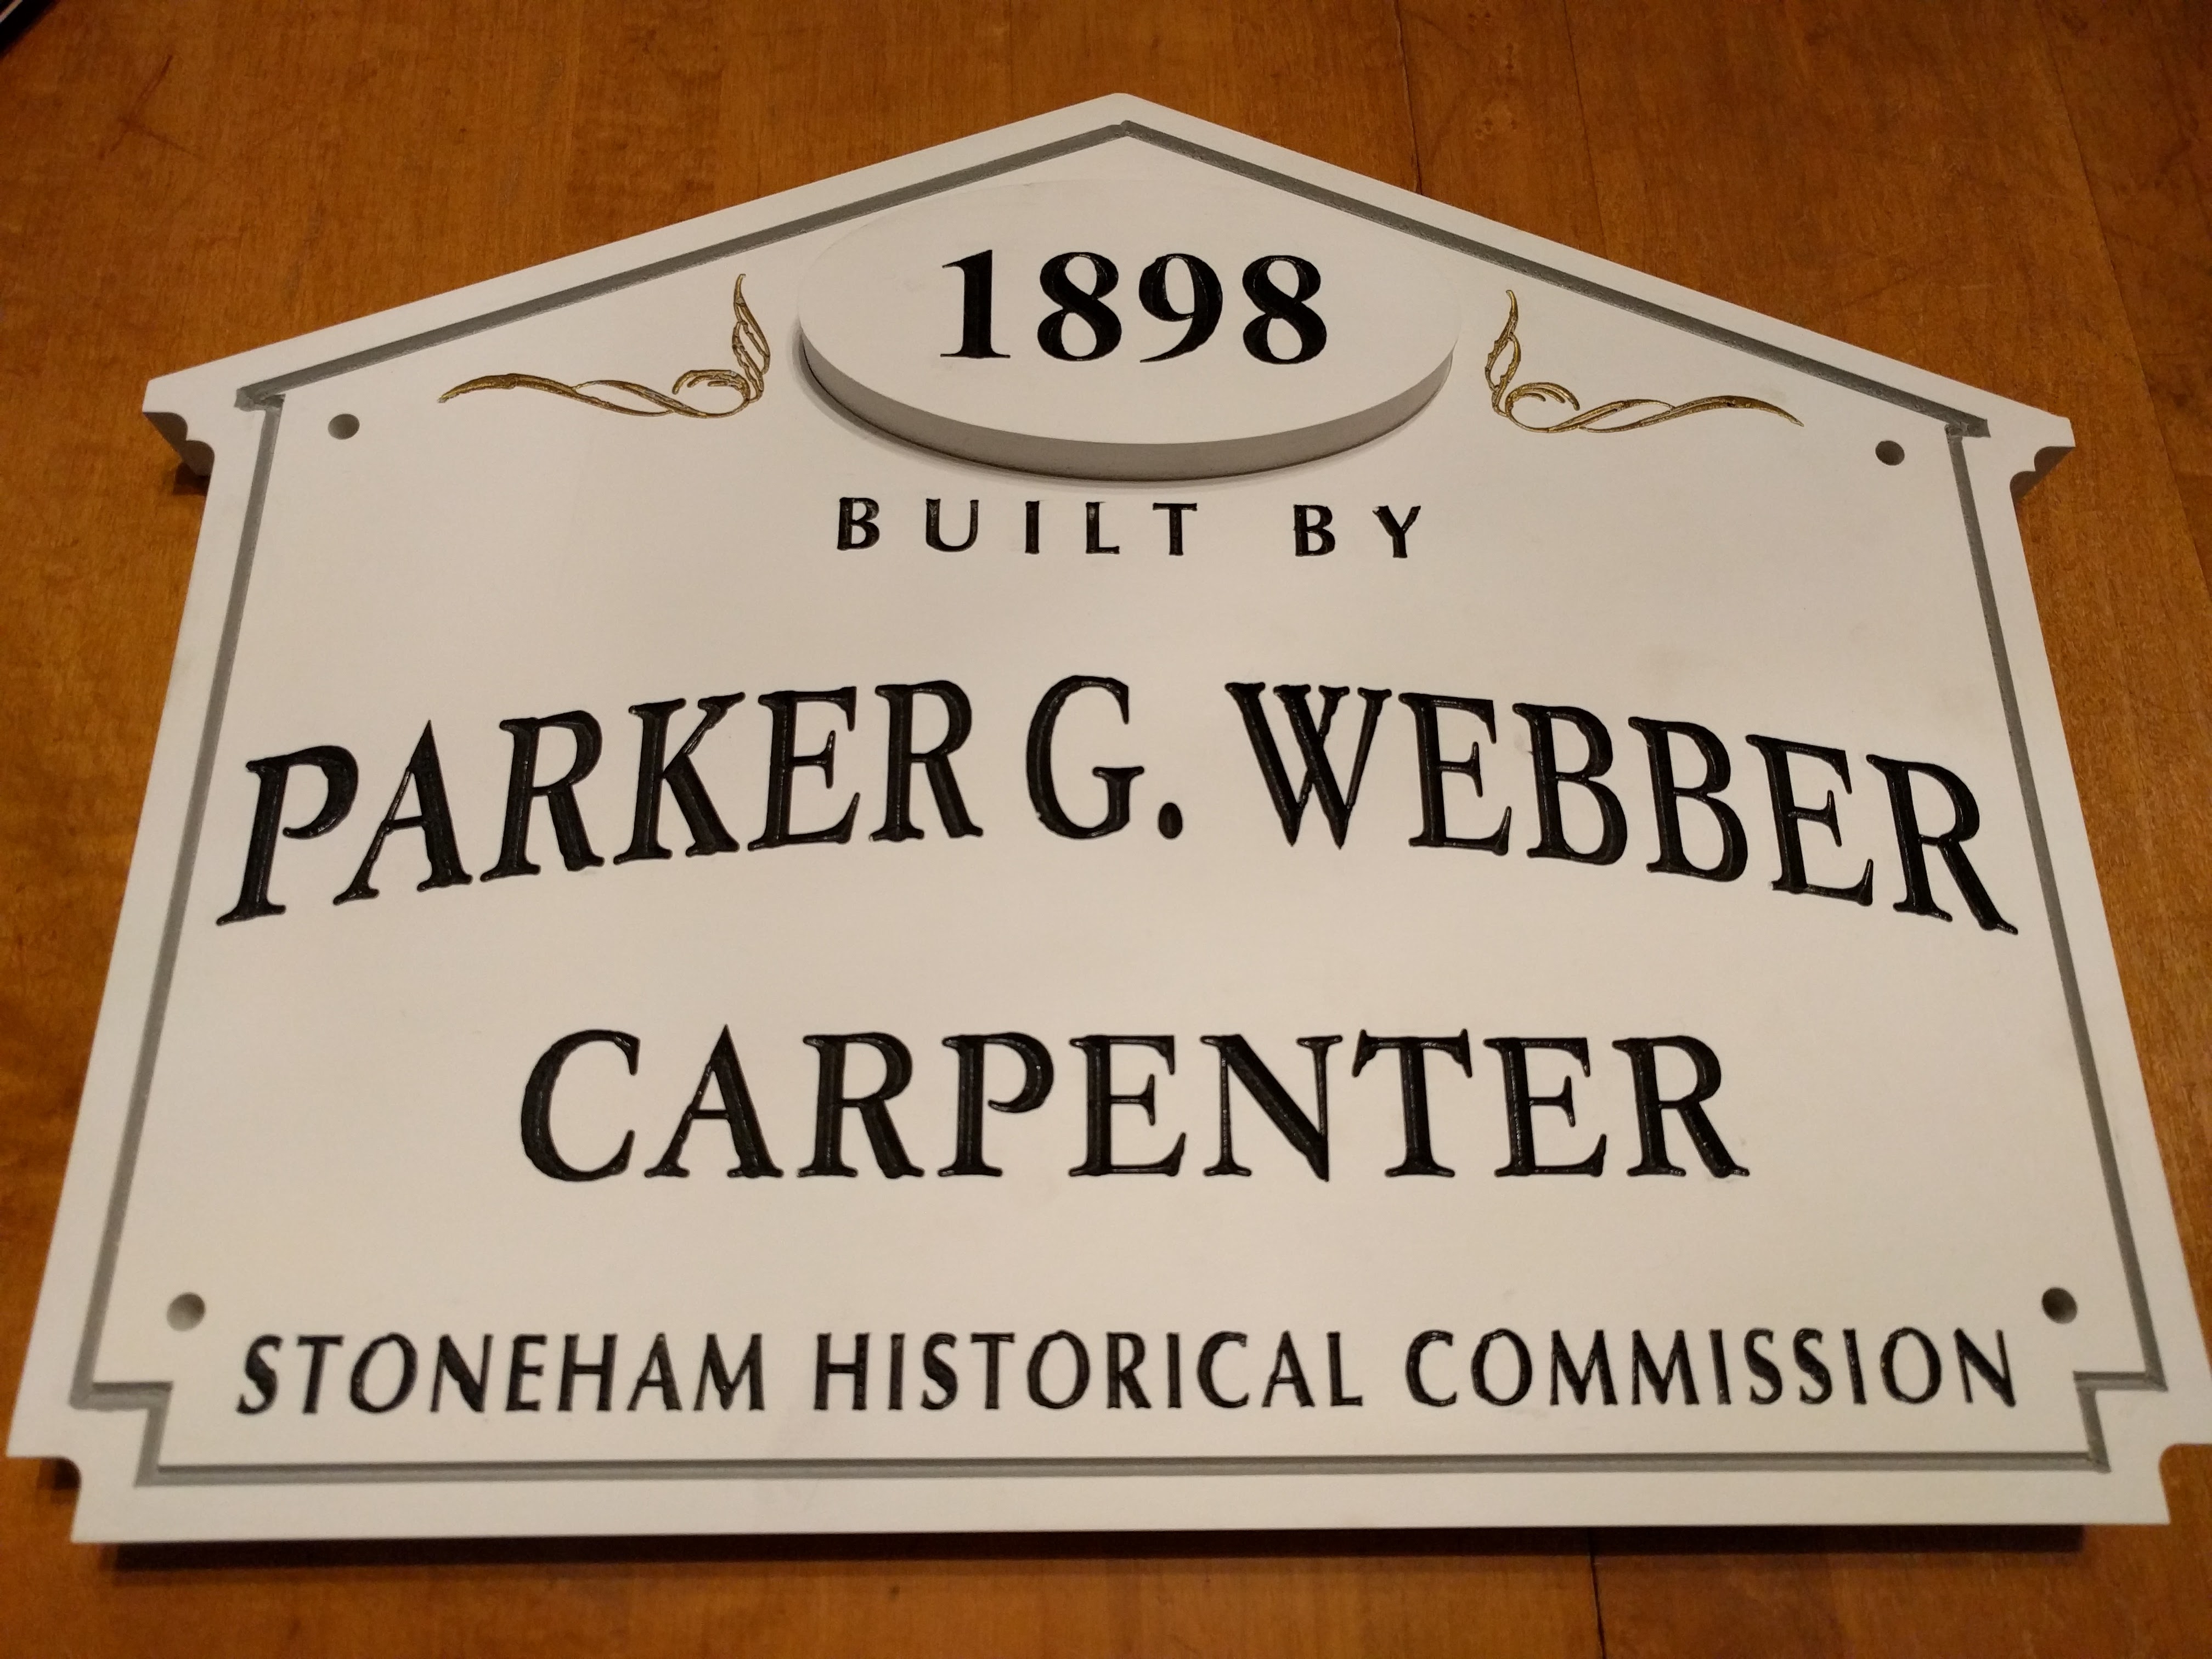 1898
BUILT BY
PARKER G. WEBBER
CARPENTER
STONEHAM HISTORICAL COMMISSION